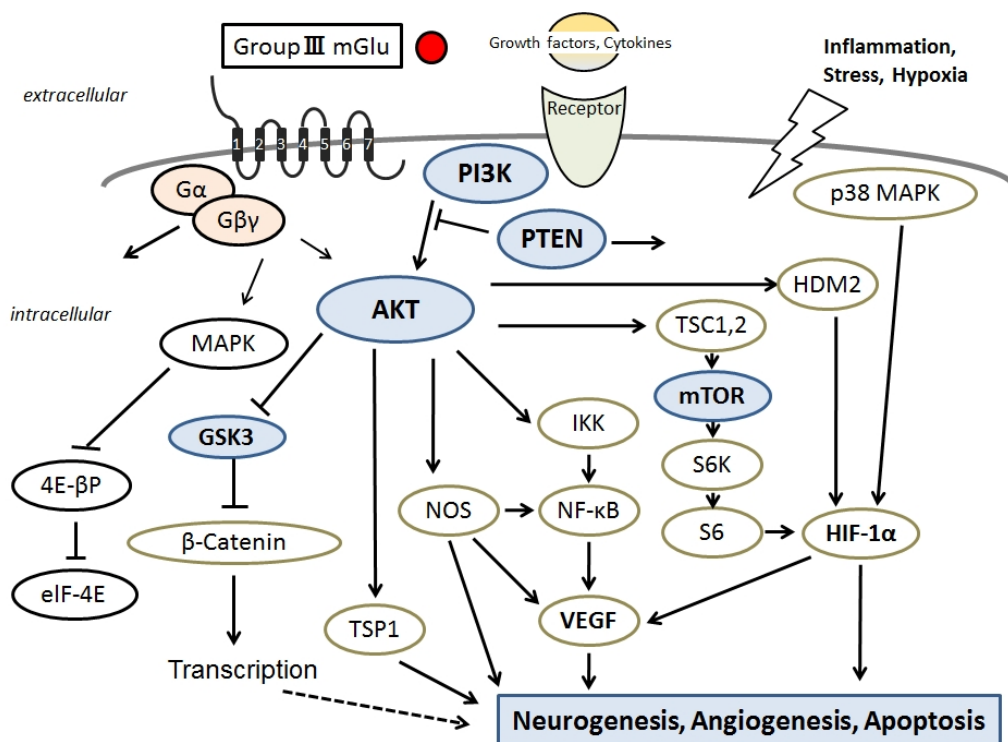 Group Ⅲ mGlu
Growth factors, Cytokines
Inflammation,
Stress, Hypoxia
extracellular
Receptor
1 2 3 4 5 6 7
Gα
Gβγ
PI3K
p38 MAPK
PTEN
HDM2
intracellular
AKT
TSC1,2
MAPK
mTOR
GSK3
IKK
S6K
4E-βP
NOS
NF-κB
S6
HIF-1α
β-Catenin
eIF-4E
TSP1
VEGF
Transcription
Neurogenesis, Angiogenesis, Apoptosis